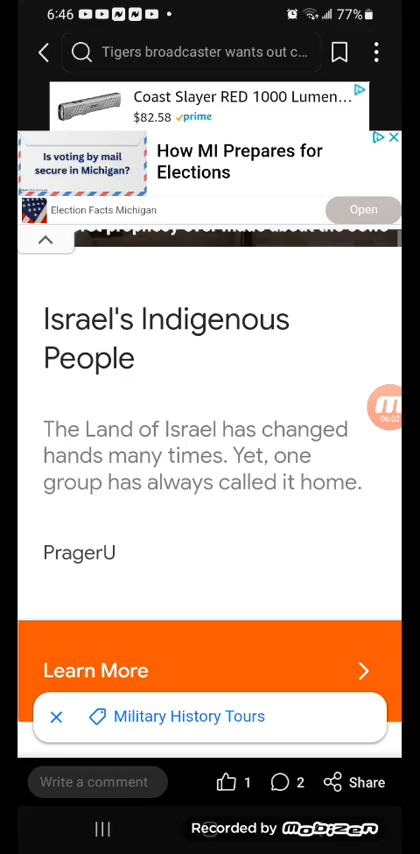 6:46
77%
Tigers broadcaster wants out c...
Coast Slayer RED 1000 Lumen...
$82.58 prime
Is voting by mail
secure in Michigan?
How MI Prepares for
Elections
Election Facts Michigan
Open
Israel's Indigenous
People
06:02
The Land of Israel has changed
hands many times. Yet, one
group has always called it home.
PragerU
Learn More
Military History Tours
Write a comment
1
2
Share
Recorded by mobizen